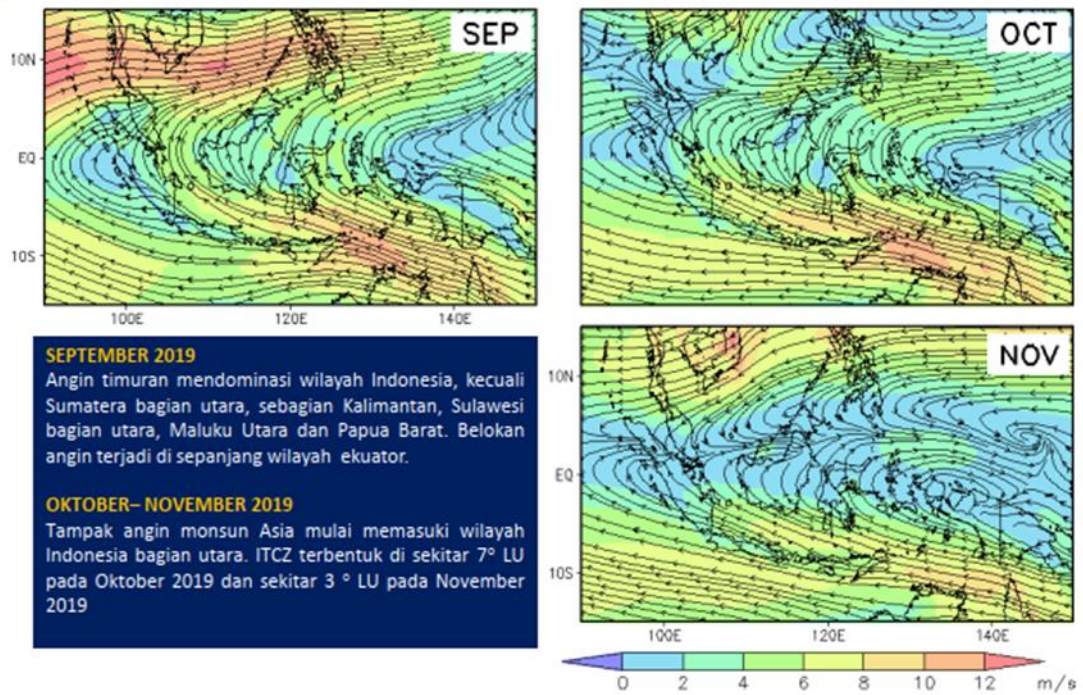 SEP
OCT
10N
EQ
10S
100E 120E 140E
NOV
10N
EQ
10S
100E 120E 140E
0 2 4 6 8 10 12 m/s
SEPTEMBER 2019
Angin timuran mendominasi wilayah Indonesia, kecuali
Sumatera bagian utara, sebagian Kalimantan, Sulawesi
bagian utara, Maluku Utara dan Papua Barat. Belokan
angin terjadi di sepanjang wilayah ekuator.
OKTOBER– NOVEMBER 2019
Tampak angin monsun Asia mulai memasuki wilayah
Indonesia bagian utara. ITCZ terbentuk di sekitar 7° LU
pada Oktober 2019 dan sekitar 3 ° LU pada November
2019